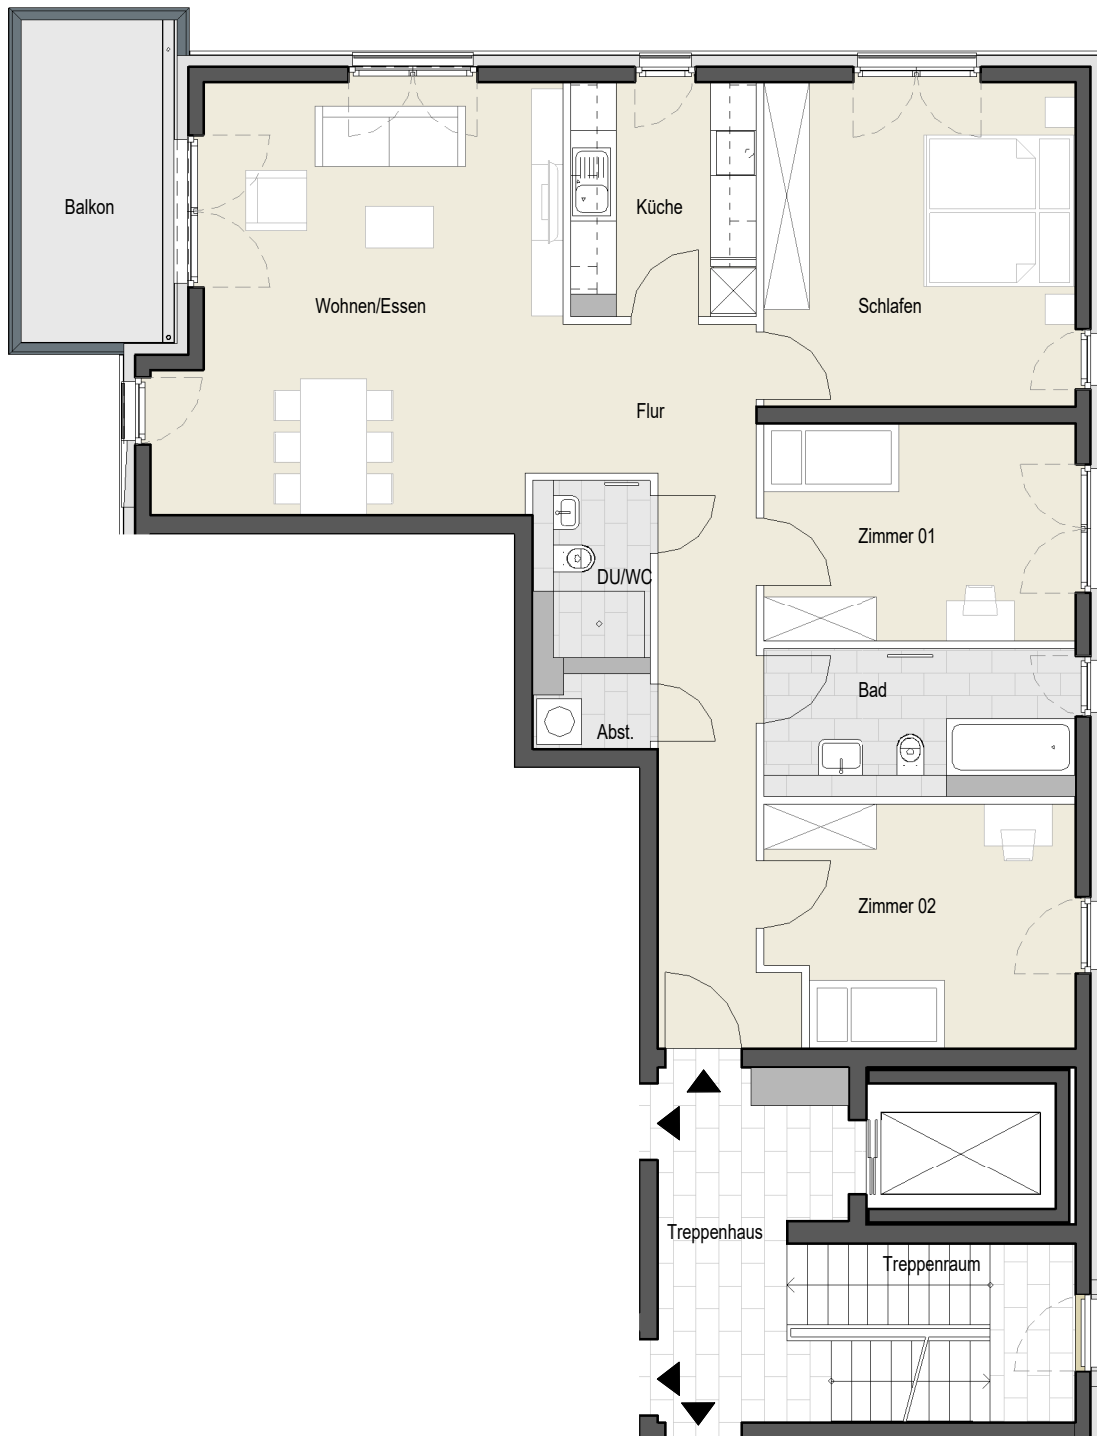 Balkon
Küche
Wohnen/Essen
Schlafen
Flur
Zimmer 01
DU/WC
Bad
Abst.
Zimmer 02
Treppenhaus
Treppenraum